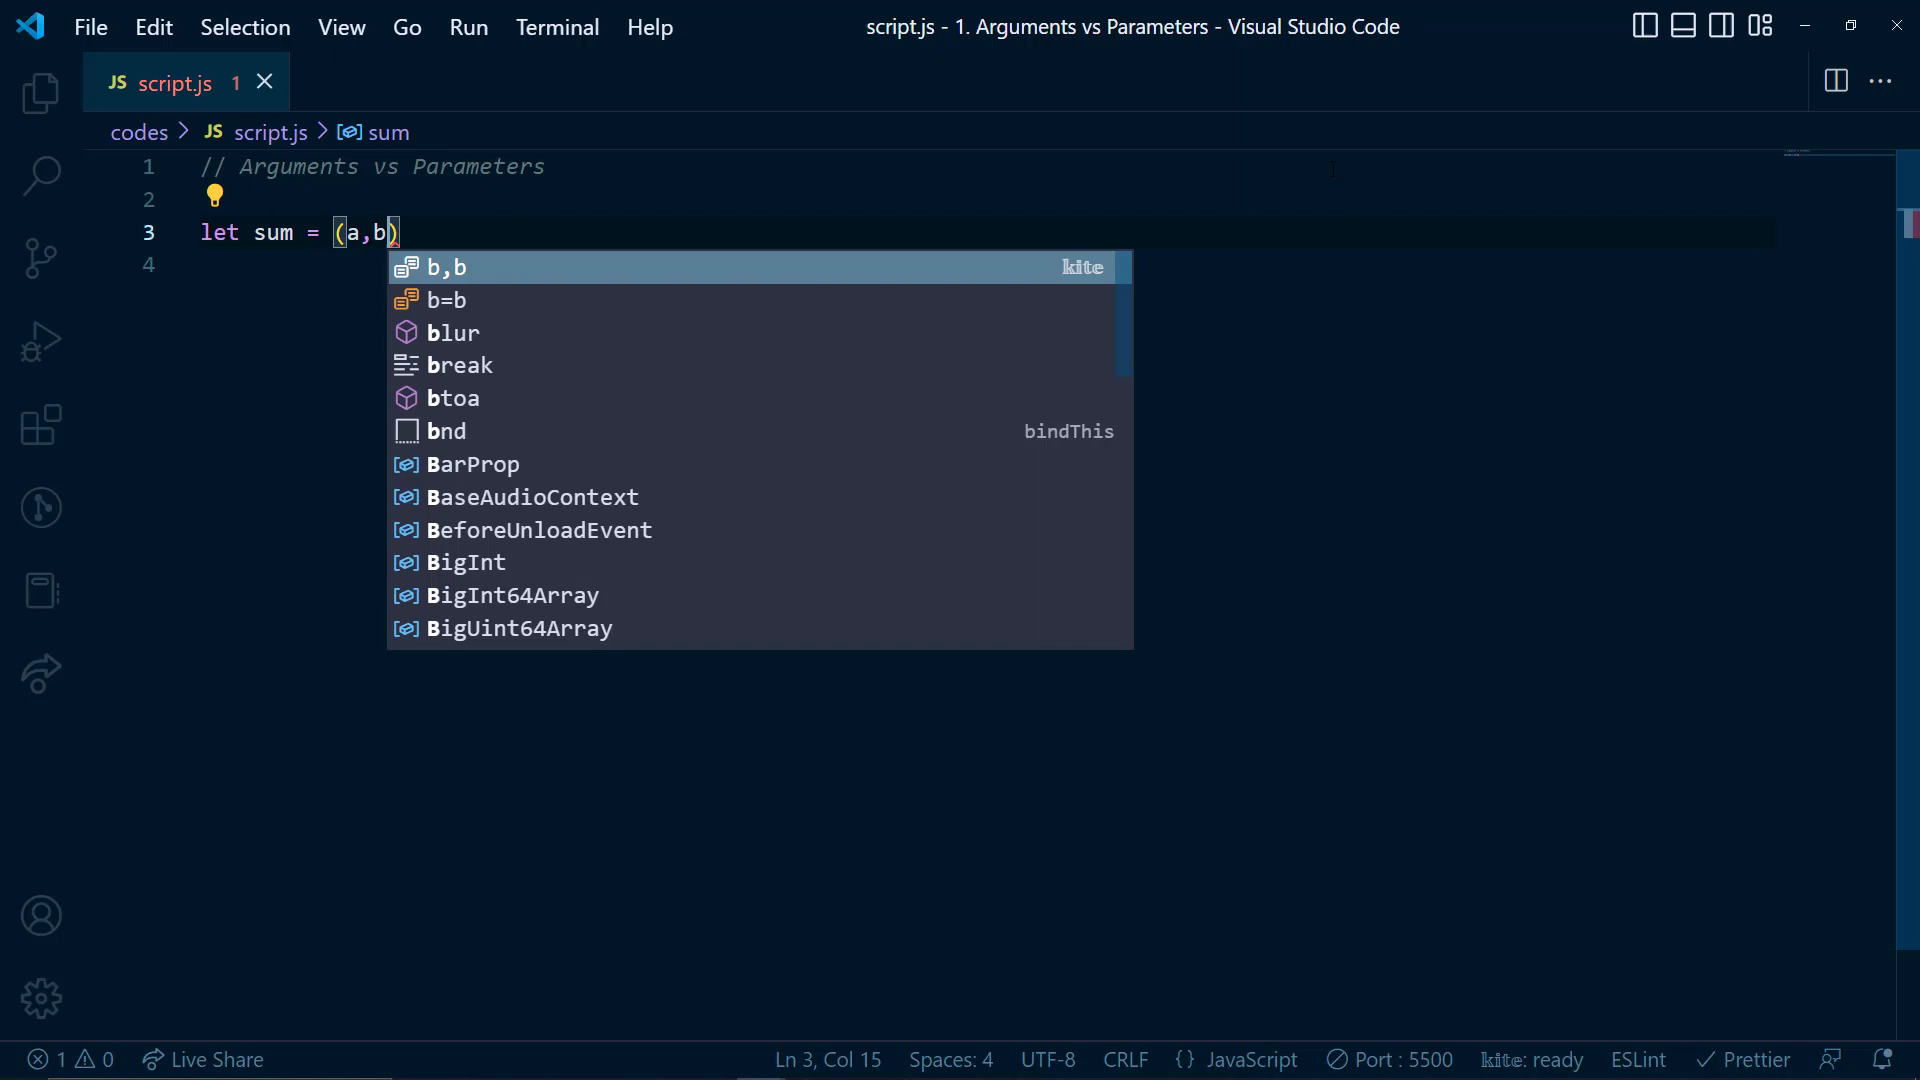 File Edit Selection View Go Run Terminal Help script.js - 1. Arguments vs Parameters - Visual Studio Code
JS script.js 1
codes > JS script.js > sum
1 // Arguments vs Parameters
2
3 let sum = (a,b)
4
b,b kite
b=b
blur
break
btoa
bnd bindThis
BarProp
BaseAudioContext
BeforeUnloadEvent
BigInt
BigInt64Array
BigUint64Array
1 0 Live Share Ln 3, Col 15 Spaces: 4 UTF-8 CRLF {} JavaScript Port : 5500 kite: ready ESLint Prettier